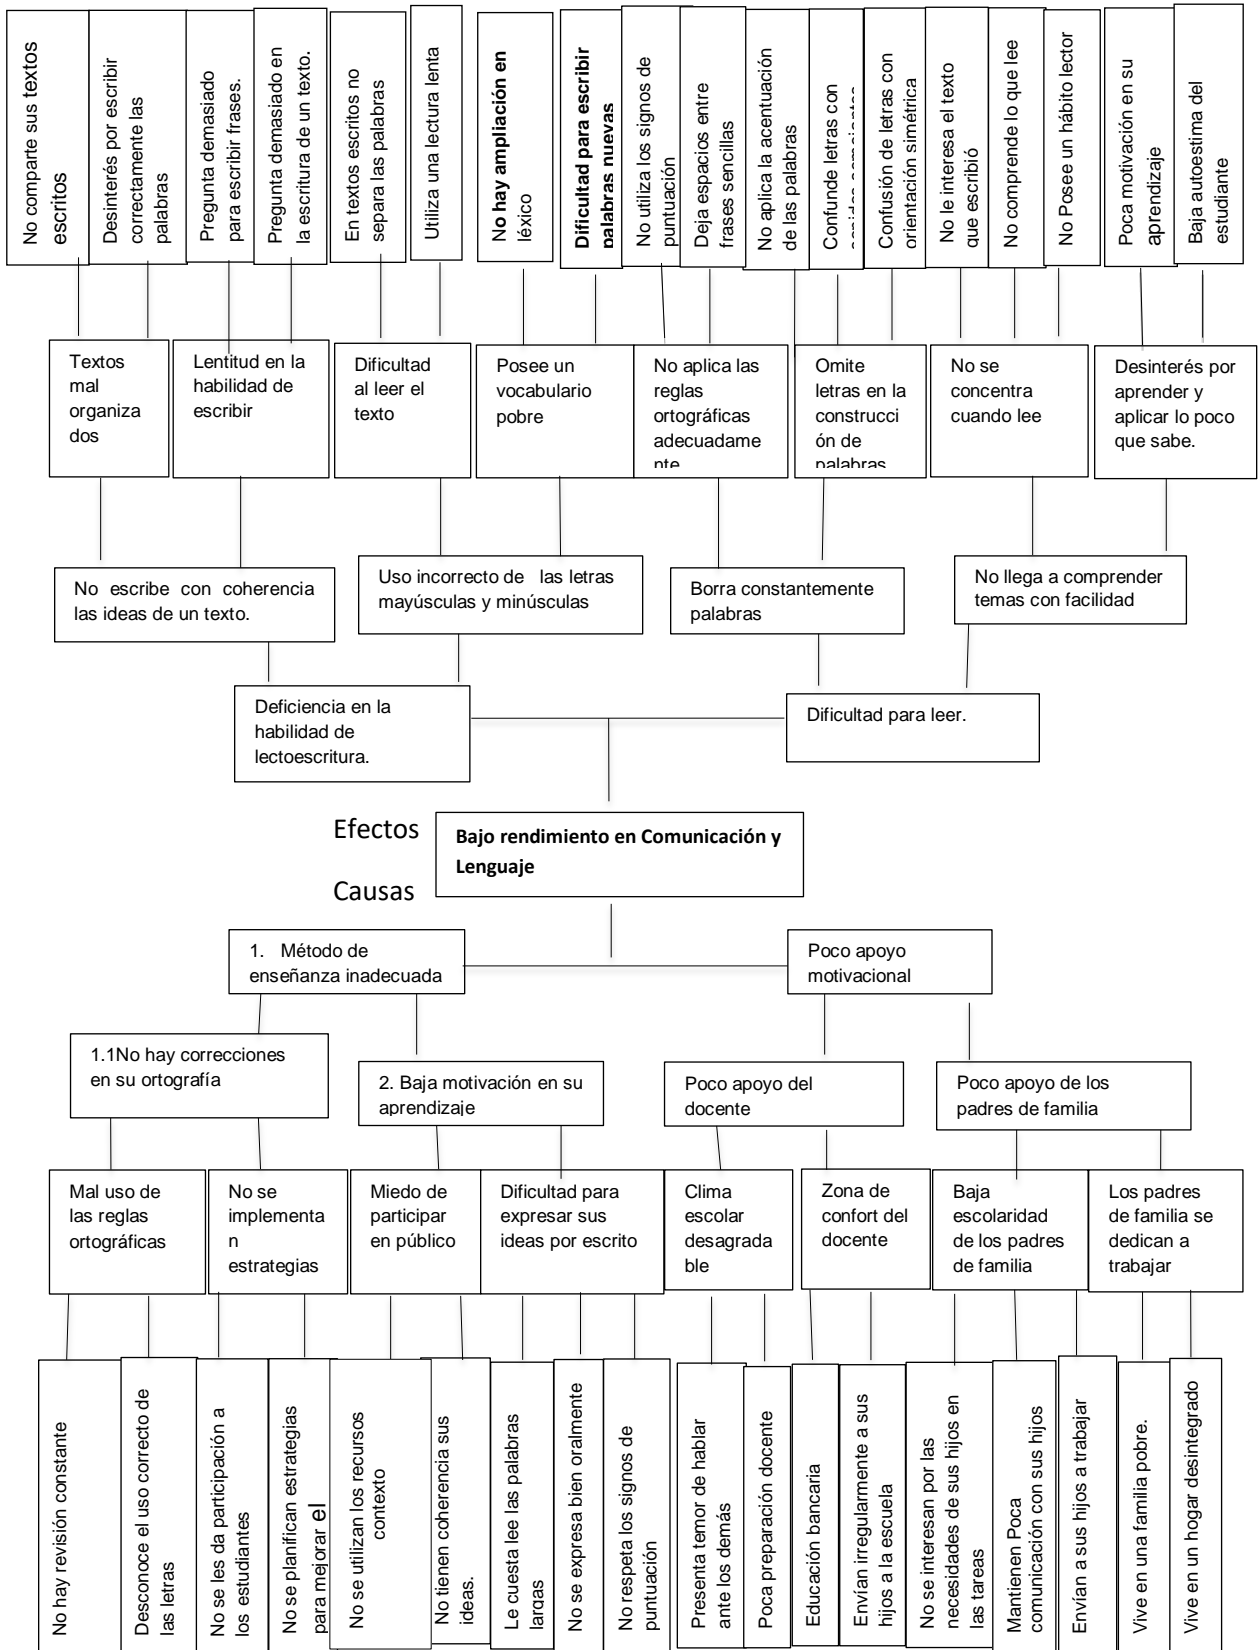 No comparte sus textos
escritos
Desinterés por escribir
correctamente las
palabras
Pregunta demasiado
para escribir frases.
Pregunta demasiado en
la escritura de un texto.
En textos escritos no
separa las palabras
Utiliza una lectura lenta
No hay ampliación en
léxico
Dificultad para escribir
palabras nuevas
No utiliza los signos de
puntuación
Deja espacios entre
frases sencillas
No aplica la acentuación
de las palabras
Confunde letras con
Confusión de letras con
orientación simétrica
No le interesa el texto
que escribió
No comprende lo que lee
No Posee un hábito lector
Poca motivación en su
aprendizaje
Baja autoestima del
estudiante
Textos
mal
organiza
dos
Lentitud en la
habilidad de
escribir
Dificultad
al leer el
texto
Posee un
vocabulario
pobre
No aplica las
reglas
ortográficas
adecuadame
nte
Omite
letras en la
construcci
ón de
palabras
No se
concentra
cuando lee
Desinterés por
aprender y
aplicar lo poco
que sabe.
No escribe con coherencia
las ideas de un texto.
Uso incorrecto de las letras
mayúsculas y minúsculas
Borra constantemente
palabras
No llega a comprender
temas con facilidad
Deficiencia en la
habilidad de
lectoescritura.
Dificultad para leer.
Efectos
Bajo rendimiento en Comunicación y
Lenguaje
Causas
1. Método de
enseñanza inadecuada
Poco apoyo
motivacional
1.1No hay correcciones
en su ortografía
2. Baja motivación en su
aprendizaje
Poco apoyo del
docente
Poco apoyo de los
padres de familia
Mal uso de
las reglas
ortográficas
No se
implementa
n
estrategias
Miedo de
participar
en público
Dificultad para
expresar sus
ideas por escrito
Clima
escolar
desagrada
ble
Zona de
confort del
docente
Baja
escolaridad
de los padres
de familia
Los padres
de familia se
dedican a
trabajar
No hay revisión constante
Desconoce el uso correcto de
las letras
No se les da participación a
los estudiantes
No se planifican estrategias
para mejorar el
No se utilizan los recursos
contexto
No tienen coherencia sus
ideas.
Le cuesta lee las palabras
largas
No se expresa bien oralmente
No respeta los signos de
puntuación
Presenta temor de hablar
ante los demás
Poca preparación docente
Educación bancaria
Envían irregularmente a sus
hijos a la escuela
No se interesan por las
necesidades de sus hijos en
las tareas
Mantienen Poca
comunicación con sus hijos
Envían a sus hijos a trabajar
Vive en una familia pobre.
Vive en un hogar desintegrado